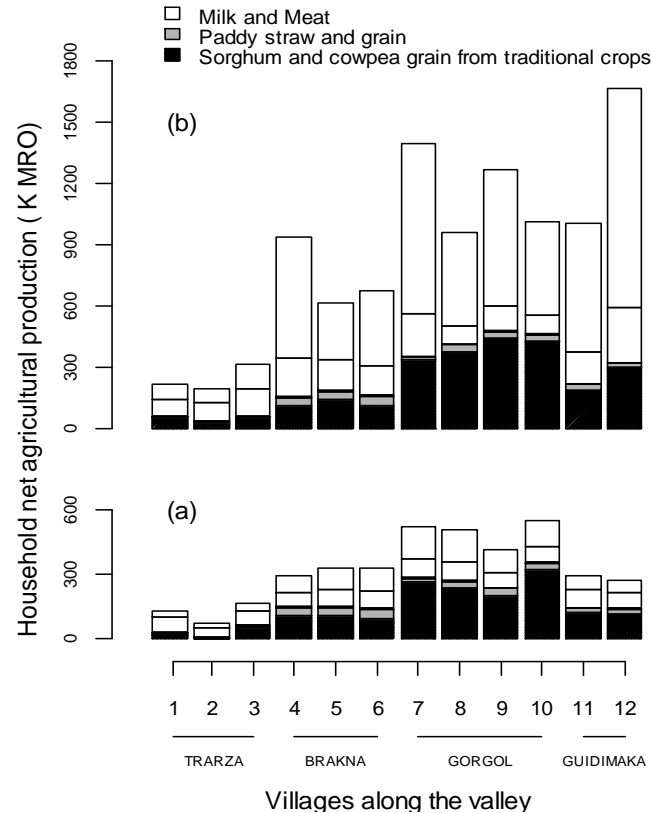 Milk and Meat
Paddy straw and grain
Sorghum and cowpea grain from traditional crops
Household net agricultural production ( K MRO)
(b)
1800
1500
1200
900
600
300
0
(a)
600
300
0
1 2 3 4 5 6 7 8 9 10 11 12
TRARZA BRAKNA GORGOL GUIDIMAKA
Villages along the valley